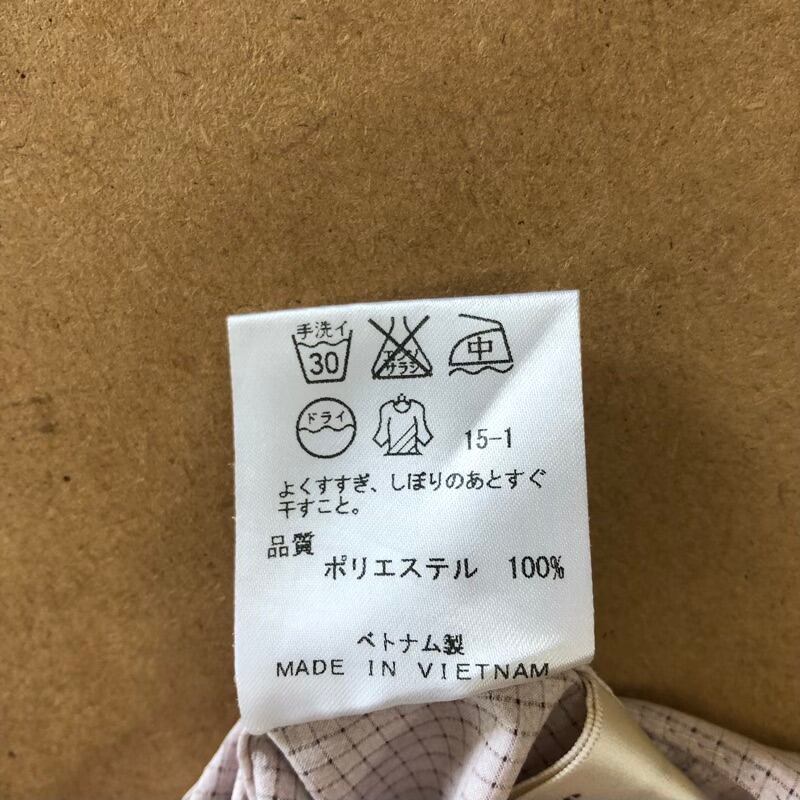 手洗イ
30
エンソ
サラシ
中
ドライ
15-1
よくすすぎ、しぼりのあとすぐ
干すこと。
品質
ポリエステル 100%
ベトナム製
MADE IN VIETNAM